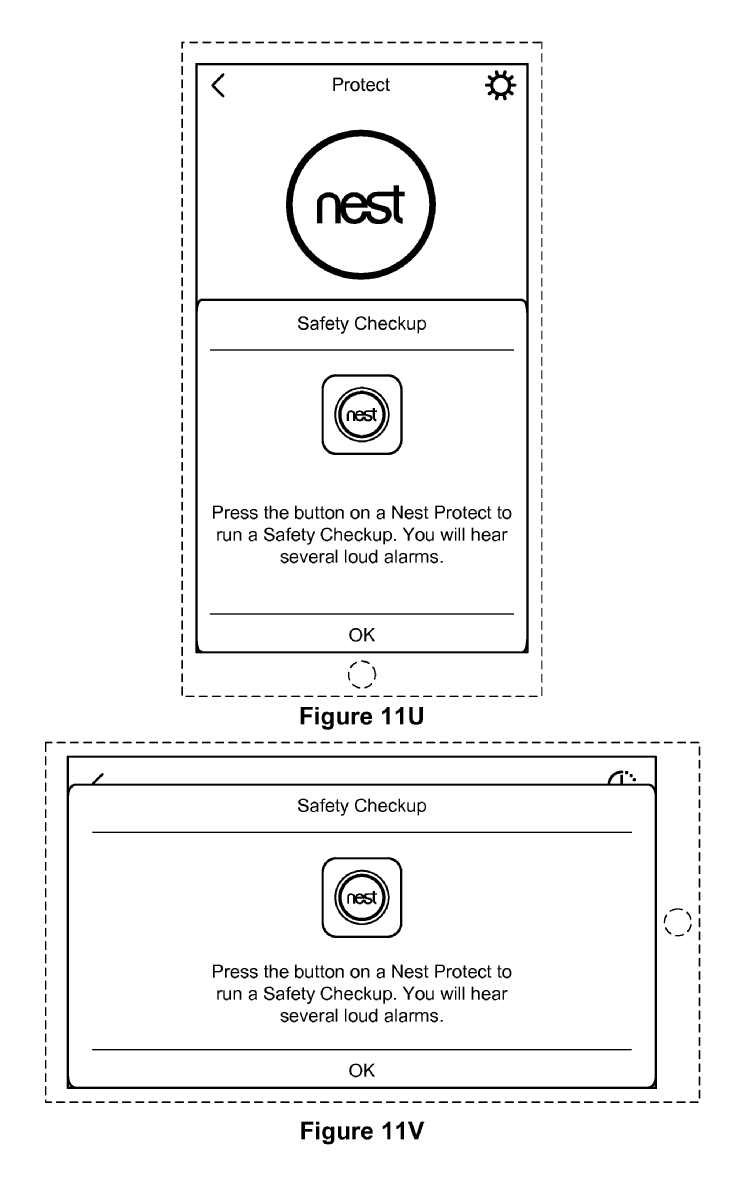 Protect
nest
Safety Checkup
nest
Press the button on a Nest Protect to
run a Safety Checkup. You will hear
several loud alarms.
OK
Figure 11U
Safety Checkup
nest
Press the button on a Nest Protect to
run a Safety Checkup. You will hear
several loud alarms.
OK
Figure 11V